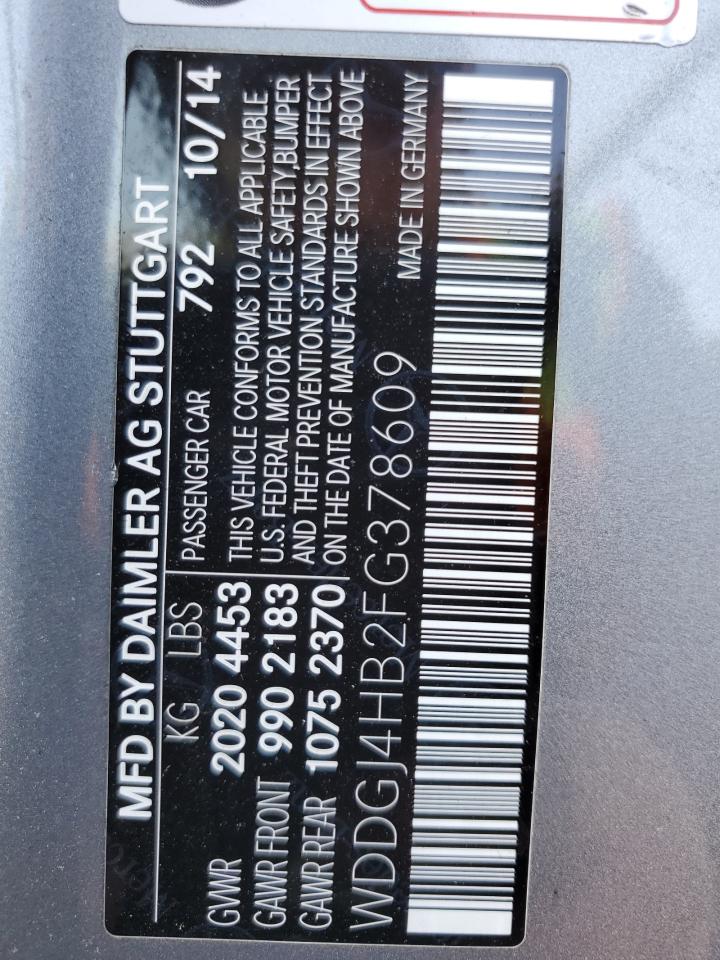 MFD BY DAIMLER AG STUTTGART
KG / LBS
GVWR 2020 4453
GAWR FRONT 990 2183
GAWR REAR 1075 2370
PASSENGER CAR 792 10/14
THIS VEHICLE CONFORMS TO ALL APPLICABLE
U.S. FEDERAL MOTOR VEHICLE SAFETY,BUMPER
AND THEFT PREVENTION STANDARDS IN EFFECT
ON THE DATE OF MANUFACTURE SHOWN ABOVE
WDDGJ4HB2FG378609
MADE IN GERMANY